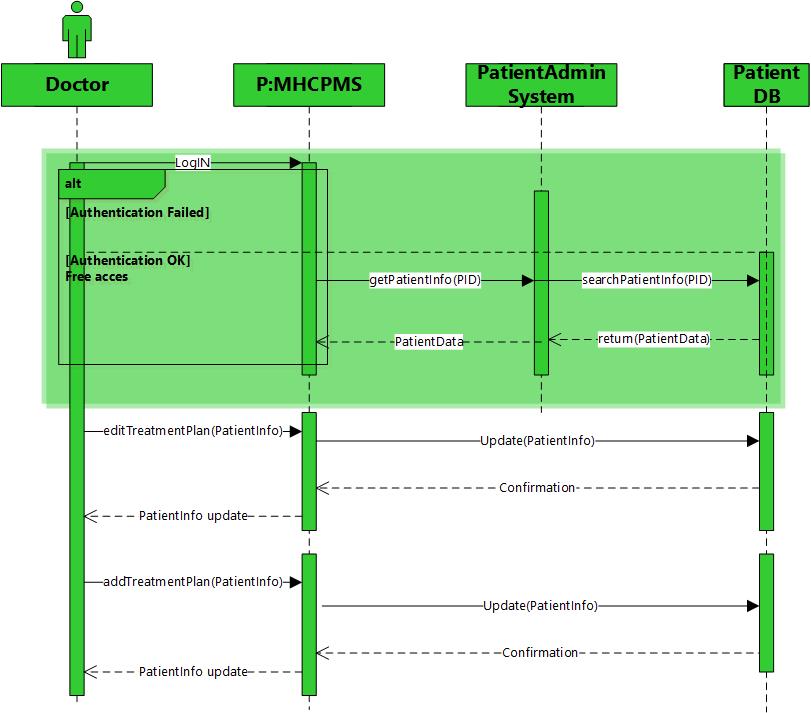 Doctor
P:MHCPMS
PatientAdmin
System
Patient
DB
LogIN
alt
[Authentication Failed]
[Authentication OK]
Free acces
getPatientInfo(PID)
searchPatientInfo(PID)
PatientData
return(PatientData)
editTreatmentPlan(PatientInfo)
Update(PatientInfo)
Confirmation
PatientInfo update
addTreatmentPlan(PatientInfo)
Update(PatientInfo)
Confirmation
PatientInfo update